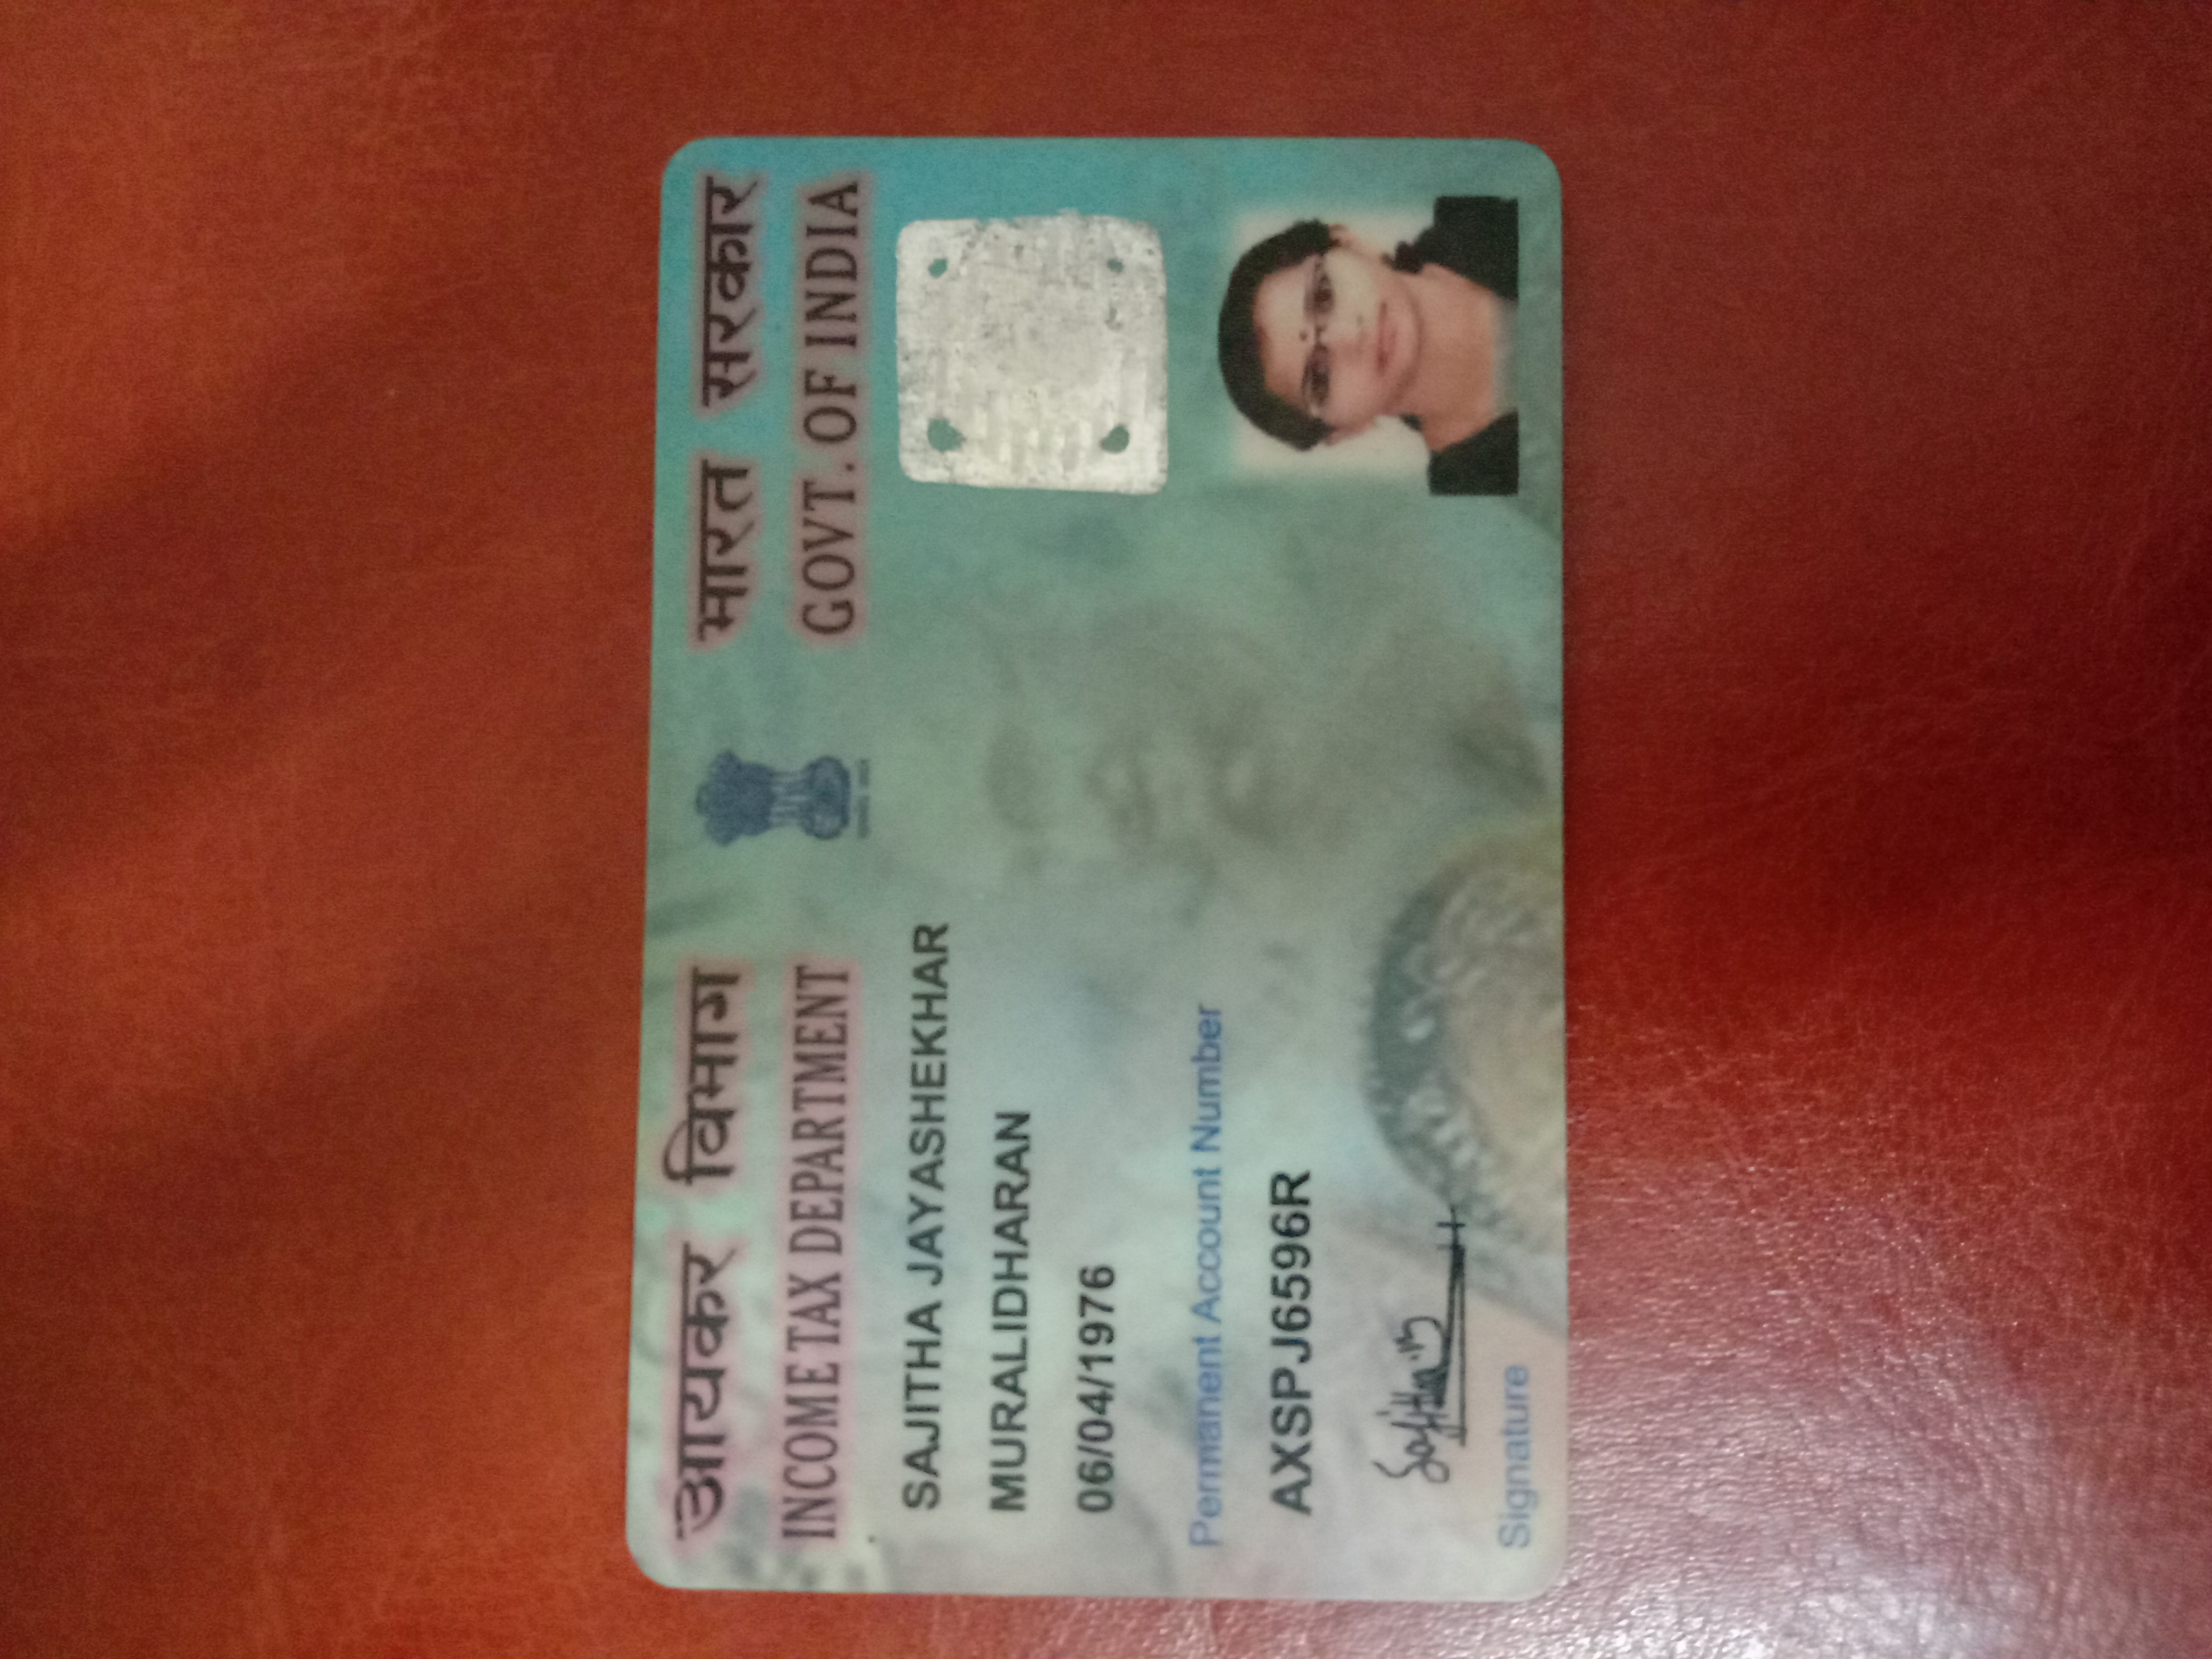 आयकर विभाग
INCOME TAX DEPARTMENT
भारत सरकार
GOVT. OF INDIA
SAJITHA JAYASHEKHAR
MURALIDHARAN
06/04/1976
Permanent Account Number
AXSPJ6596R
Signature